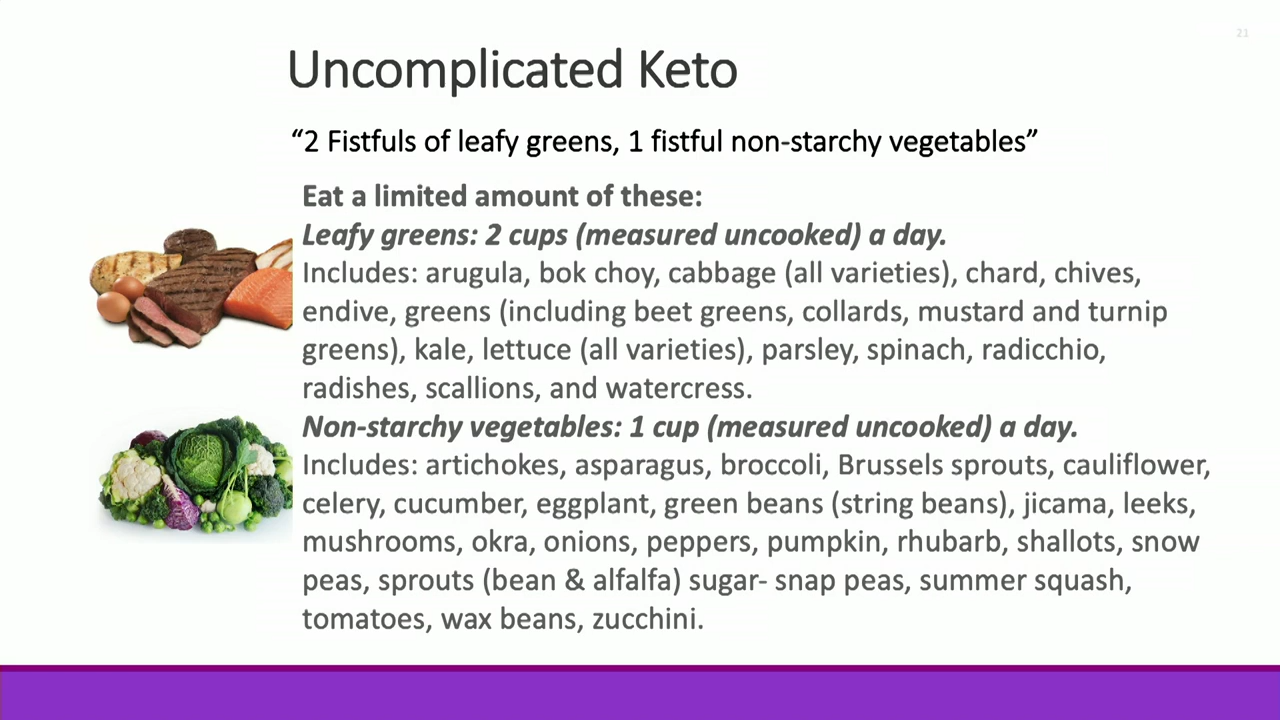 21
Uncomplicated Keto
“2 Fistfuls of leafy greens, 1 fistful non-starchy vegetables”
Eat a limited amount of these:
Leafy greens: 2 cups (measured uncooked) a day.
Includes: arugula, bok choy, cabbage (all varieties), chard, chives,
endive, greens (including beet greens, collards, mustard and turnip
greens), kale, lettuce (all varieties), parsley, spinach, radicchio,
radishes, scallions, and watercress.
Non-starchy vegetables: 1 cup (measured uncooked) a day.
Includes: artichokes, asparagus, broccoli, Brussels sprouts, cauliflower,
celery, cucumber, eggplant, green beans (string beans), jicama, leeks,
mushrooms, okra, onions, peppers, pumpkin, rhubarb, shallots, snow
peas, sprouts (bean & alfalfa) sugar- snap peas, summer squash,
tomatoes, wax beans, zucchini.